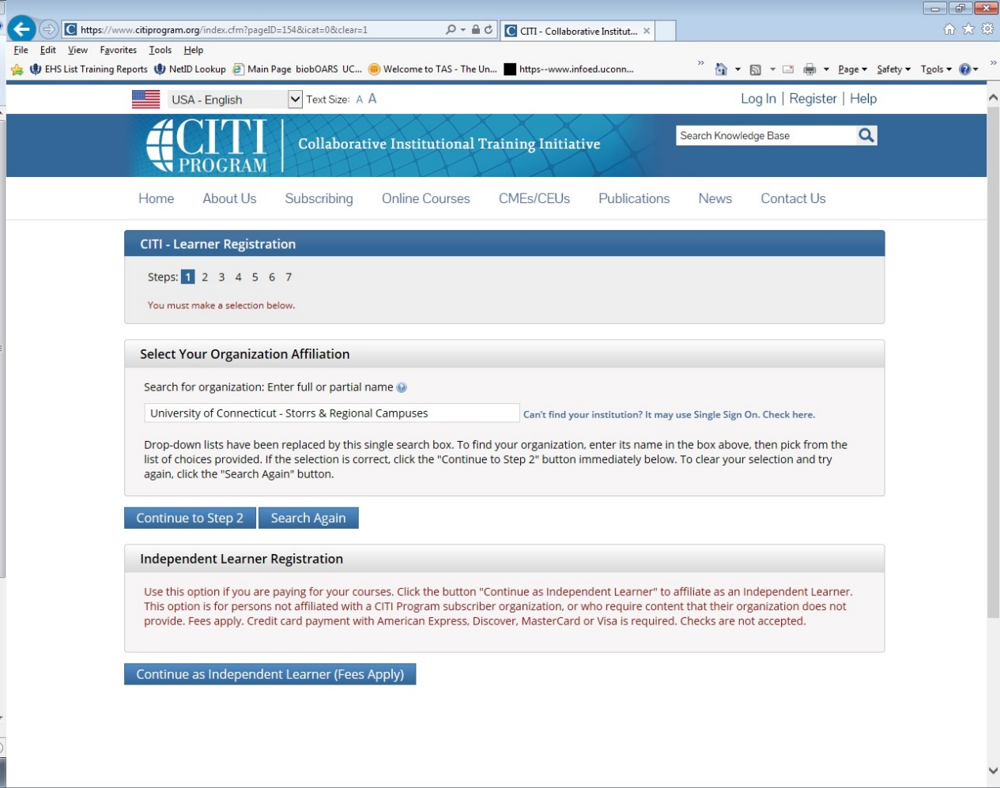 https://www.citiprogram.org/index.cfm?pageID=154&icat=0&clear=1
CITI - Collaborative Institut...
File Edit View Favorites Tools Help
EHS List Training Reports NetID Lookup Main Page biobOARS UC... Welcome to TAS - The Un... https--www.infoed.uconn... Page Safety Tools
USA - English Text Size: A A Log In | Register | Help
CITI PROGRAM
Collaborative Institutional Training Initiative
Search Knowledge Base
Home About Us Subscribing Online Courses CMEs/CEUs Publications News Contact Us
CITI - Learner Registration
Steps: 1 2 3 4 5 6 7
You must make a selection below.
Select Your Organization Affiliation
Search for organization: Enter full or partial name
University of Connecticut - Storrs & Regional Campuses
Can't find your institution? It may use Single Sign On. Check here.
Drop-down lists have been replaced by this single search box. To find your organization, enter its name in the box above, then pick from the
list of choices provided. If the selection is correct, click the "Continue to Step 2" button immediately below. To clear your selection and try
again, click the "Search Again" button.
Continue to Step 2 Search Again
Independent Learner Registration
Use this option if you are paying for your courses. Click the button "Continue as Independent Learner" to affiliate as an Independent Learner.
This option is for persons not affiliated with a CITI Program subscriber organization, or who require content that their organization does not
provide. Fees apply. Credit card payment with American Express, Discover, MasterCard or Visa is required. Checks are not accepted.
Continue as Independent Learner (Fees Apply)